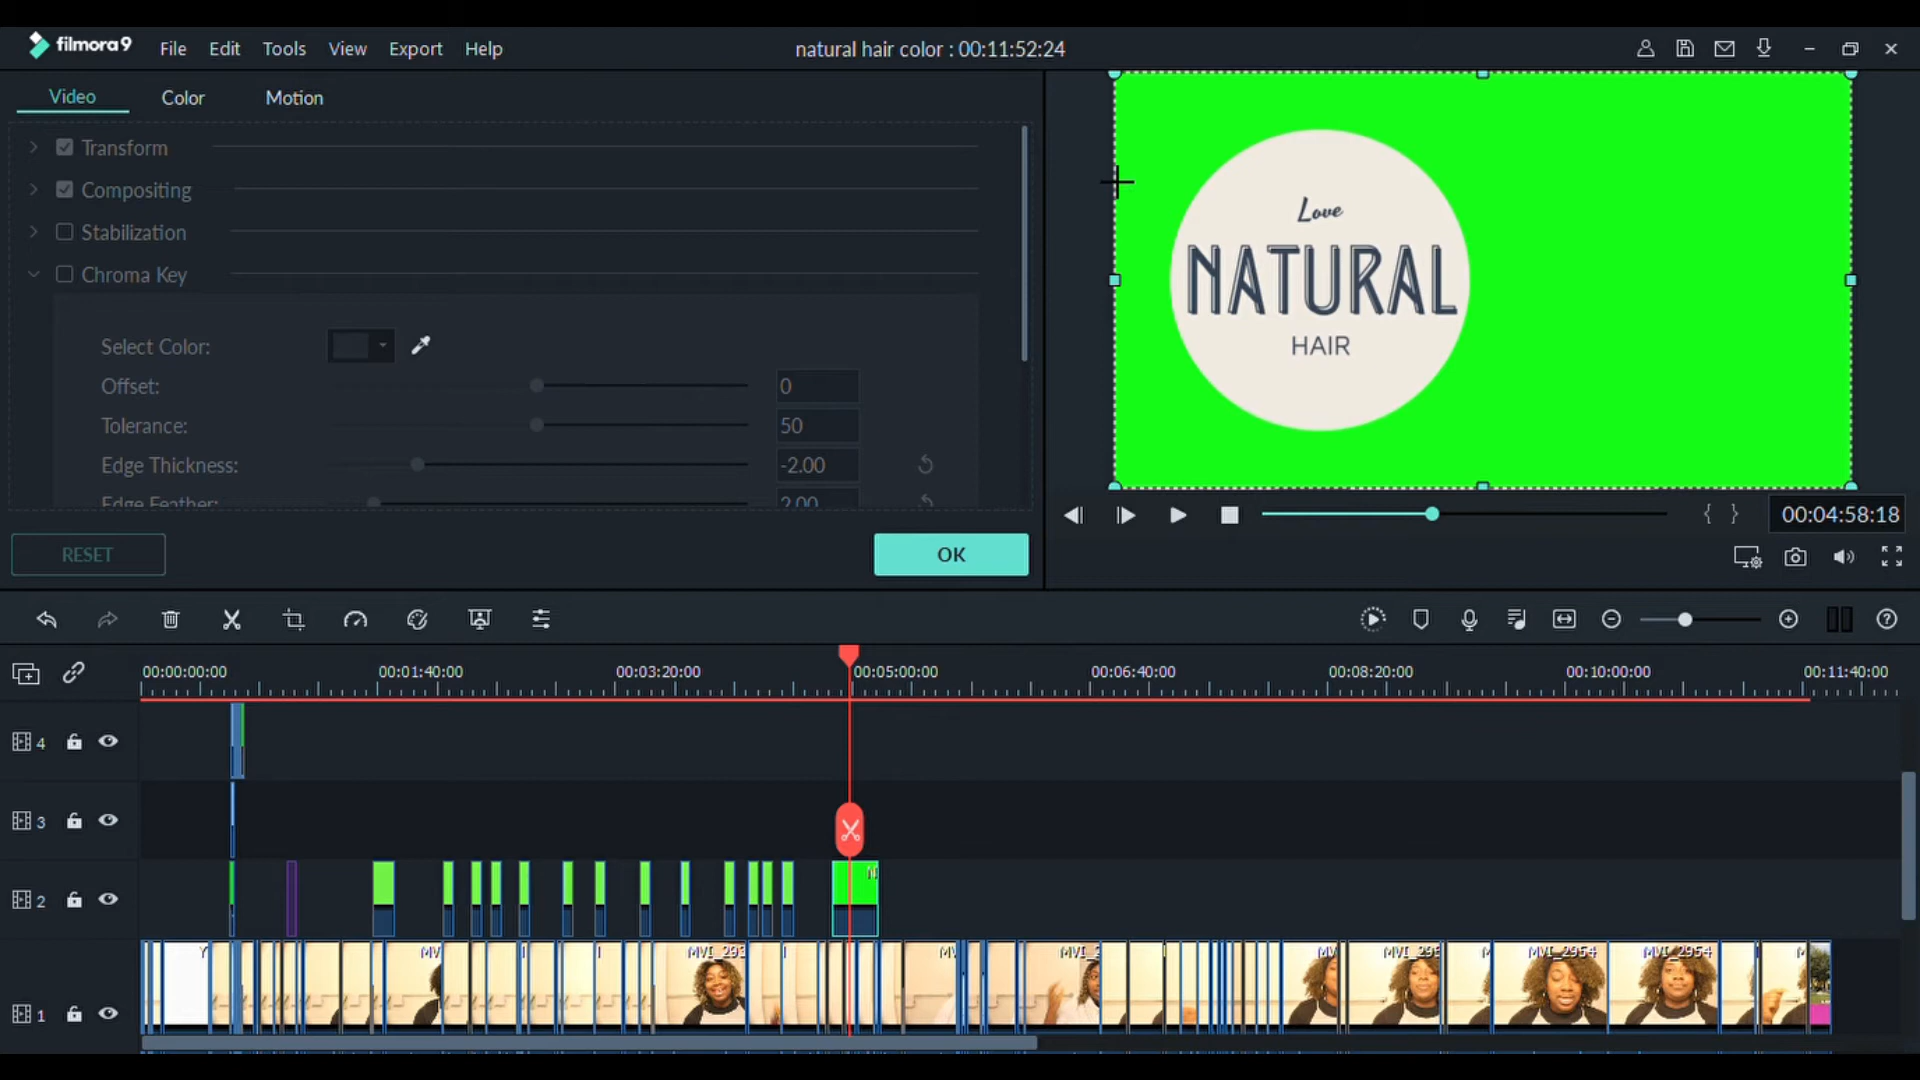 filmora9 File Edit Tools View Export Help natural hair color : 00:11:52:24
Video Color Motion
Transform
Compositing
Stabilization
Chroma Key
Select Color:
Offset: 0
Tolerance: 50
Edge Thickness: -2.00
Edge Feather: 2.00
RESET OK
Love
NATURAL
HAIR
{ } 00:04:58:18
00:00:00:00 00:01:40:00 00:03:20:00 00:05:00:00 00:06:40:00 00:08:20:00 00:10:00:00 00:11:40:00
4
3
2
1
MVI_293 MVI_2954 MVI_2954